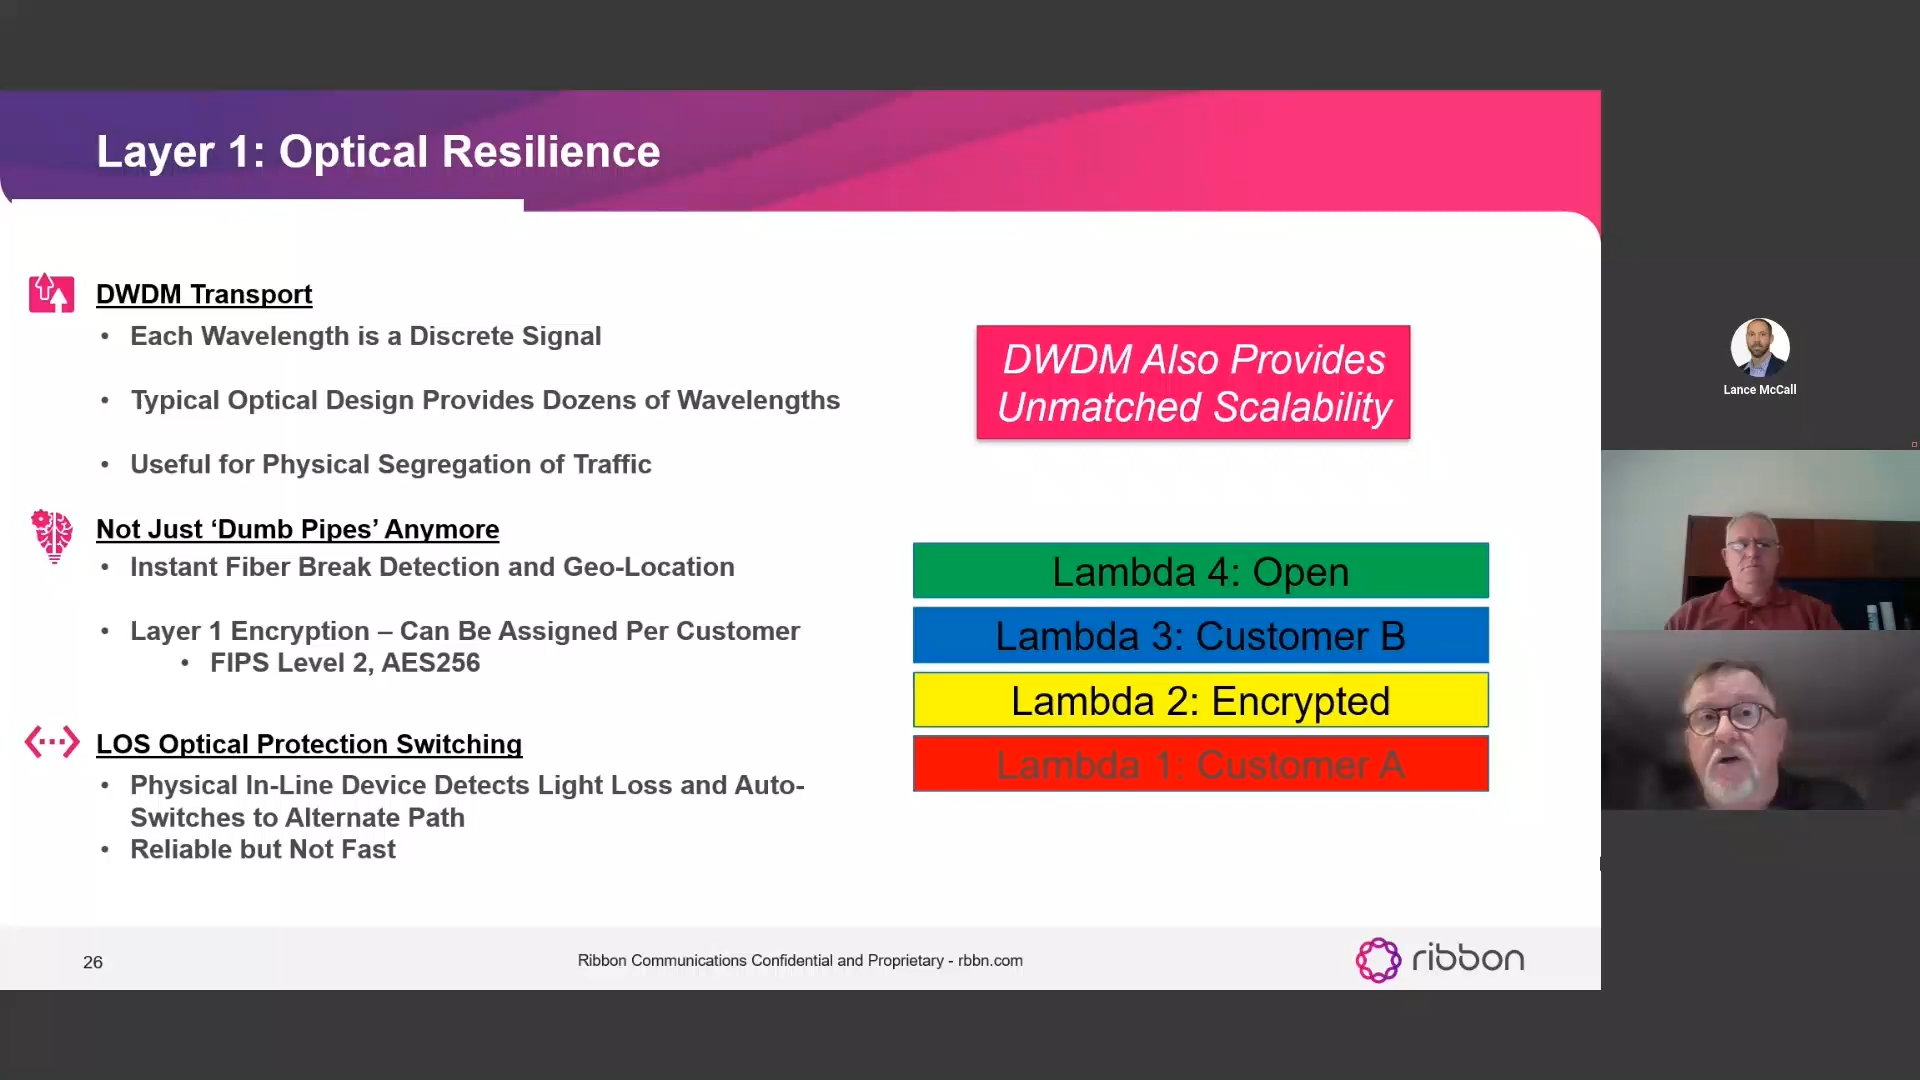 Layer 1: Optical Resilience
DWDM Transport
• Each Wavelength is a Discrete Signal
• Typical Optical Design Provides Dozens of Wavelengths
• Useful for Physical Segregation of Traffic
Not Just ‘Dumb Pipes’ Anymore
• Instant Fiber Break Detection and Geo-Location
• Layer 1 Encryption – Can Be Assigned Per Customer
• FIPS Level 2, AES256
LOS Optical Protection Switching
• Physical In-Line Device Detects Light Loss and Auto-
Switches to Alternate Path
• Reliable but Not Fast
DWDM Also Provides
Unmatched Scalability
Lambda 4: Open
Lambda 3: Customer B
Lambda 2: Encrypted
Lambda 1: Customer A
26
Ribbon Communications Confidential and Proprietary - rbbn.com
ribbon
Lance McCall